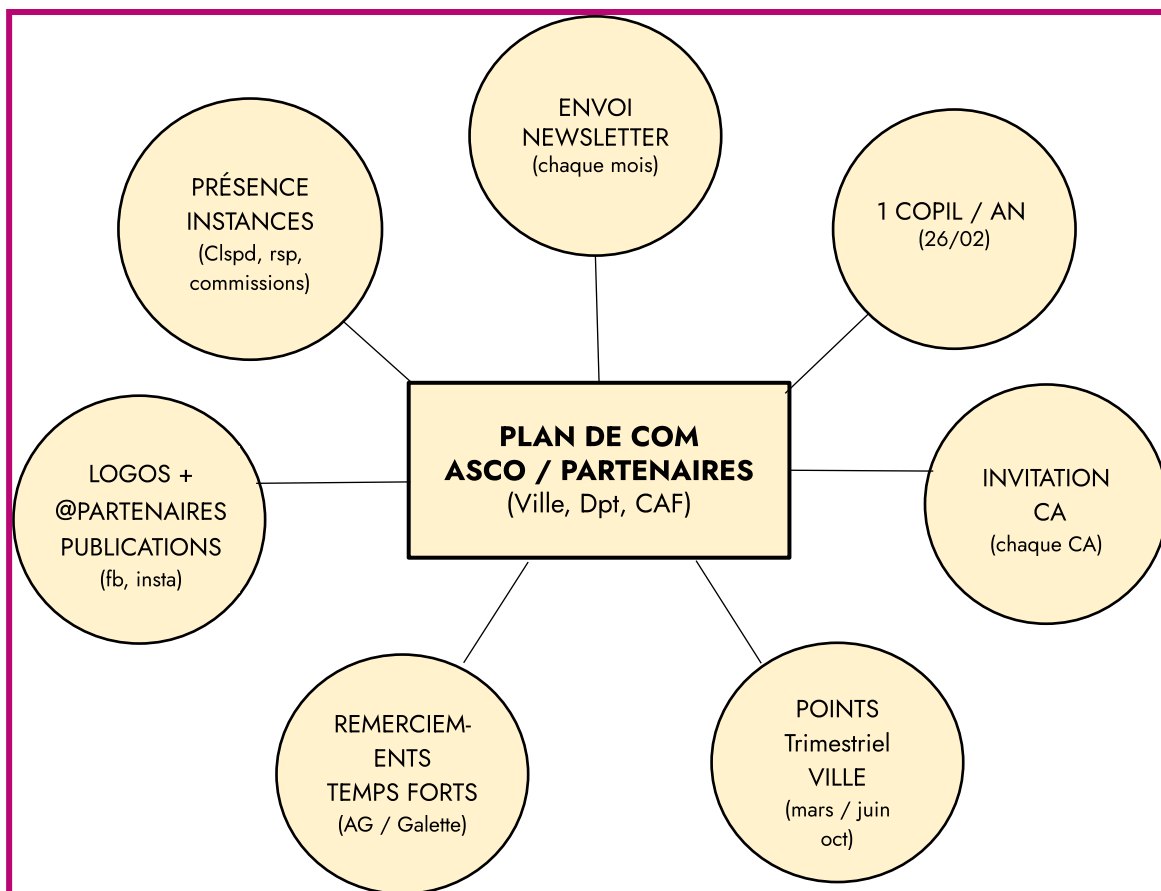 ENVOI
NEWSLETTER
(chaque mois)
PRÉSENCE
INSTANCES
(Clspd, rsp,
commissions)
1 COPIL / AN
(26/02)
PLAN DE COM
ASCO / PARTENAIRES
(Ville, Dpt, CAF)
LOGOS +
@PARTENAIRES
PUBLICATIONS
(fb, insta)
INVITATION
CA
(chaque CA)
REMERCIEM-
ENTS
TEMPS FORTS
(AG / Galette)
POINTS
Trimestriel
VILLE
(mars / juin
oct)